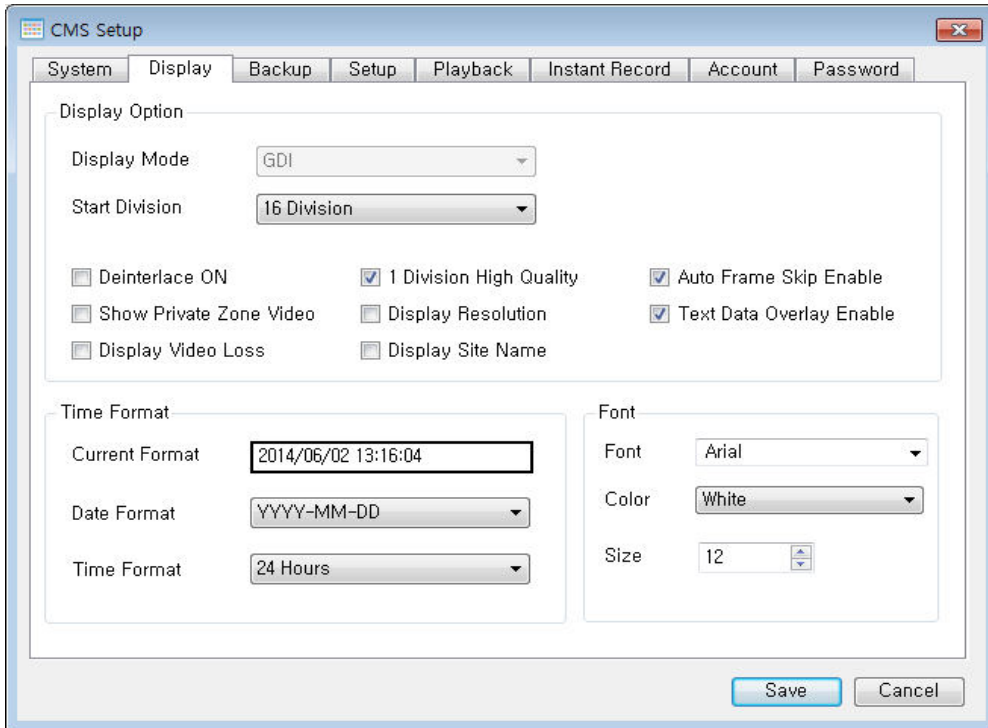 CMS Setup
System Display Backup Setup Playback Instant Record Account Password
Display Option
Display Mode GDI
Start Division 16 Division
Deinterlace ON 1 Division High Quality Auto Frame Skip Enable
Show Private Zone Video Display Resolution Text Data Overlay Enable
Display Video Loss Display Site Name
Time Format
Current Format 2014/06/02 13:16:04
Date Format YYYY-MM-DD
Time Format 24 Hours
Font
Font Arial
Color White
Size 12
Save Cancel